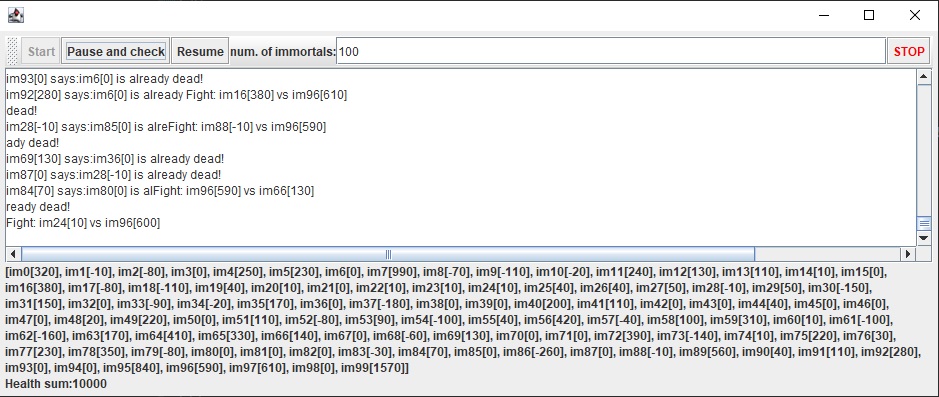 Start Pause and check Resume num. of immortals: 100 STOP
im93[0] says:im6[0] is already dead!
im92[280] says:im6[0] is already Fight: im16[380] vs im96[610]
dead!
im28[-10] says:im85[0] is alreFight: im88[-10] vs im96[590]
ady dead!
im69[130] says:im36[0] is already dead!
im87[0] says:im28[-10] is already dead!
im84[70] says:im80[0] is alFight: im96[590] vs im66[130]
ready dead!
Fight: im24[10] vs im96[600]
[im0[320], im1[-10], im2[-80], im3[0], im4[250], im5[230], im6[0], im7[990], im8[-70], im9[-110], im10[-20], im11[240], im12[130], im13[110], im14[10], im15[0],
im16[380], im17[-80], im18[-110], im19[40], im20[10], im21[0], im22[10], im23[10], im24[10], im25[40], im26[40], im27[50], im28[-10], im29[50], im30[-150],
im31[150], im32[0], im33[-90], im34[-20], im35[170], im36[0], im37[-180], im38[0], im39[0], im40[200], im41[110], im42[0], im43[0], im44[40], im45[0], im46[0],
im47[0], im48[20], im49[220], im50[0], im51[110], im52[-80], im53[90], im54[-100], im55[40], im56[420], im57[-40], im58[100], im59[310], im60[10], im61[-100],
im62[-160], im63[170], im64[410], im65[330], im66[140], im67[0], im68[-60], im69[130], im70[0], im71[0], im72[390], im73[-140], im74[10], im75[220], im76[30],
im77[230], im78[350], im79[-80], im80[0], im81[0], im82[0], im83[-30], im84[70], im85[0], im86[-260], im87[0], im88[-10], im89[560], im90[40], im91[110], im92[280],
im93[0], im94[0], im95[840], im96[590], im97[610], im98[0], im99[1570]]
Health sum:10000